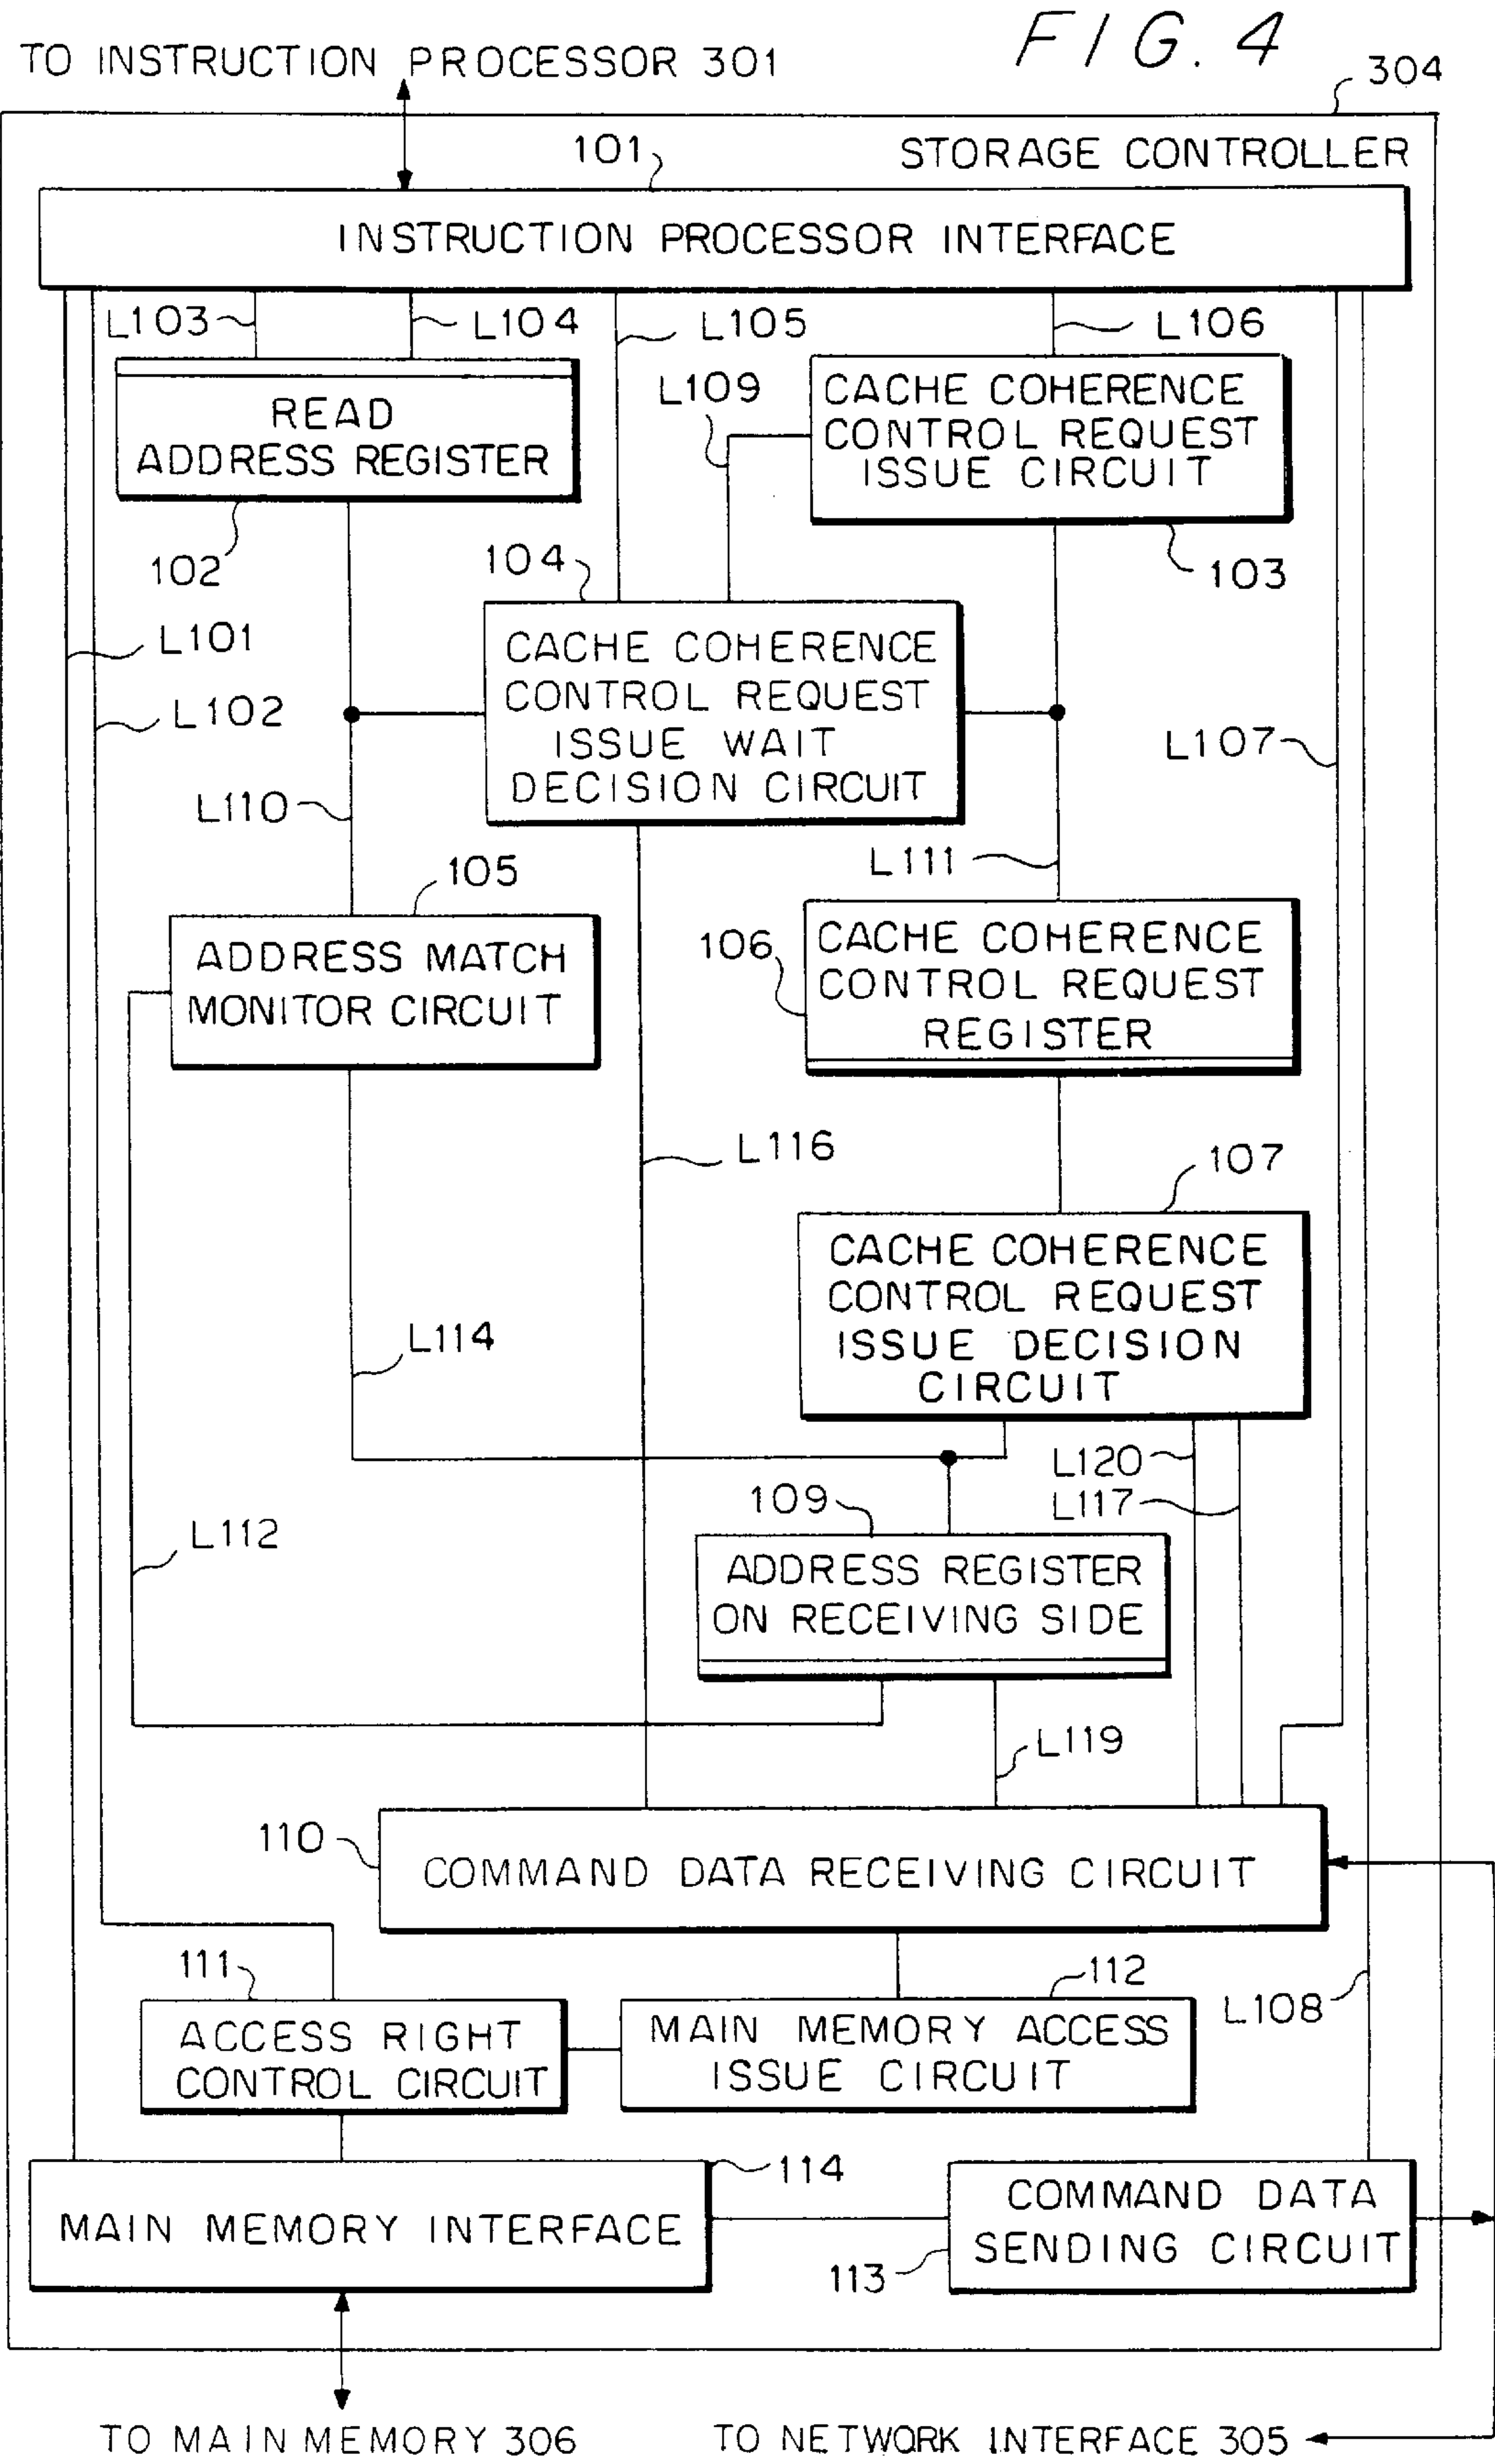 FIG. 4
TO INSTRUCTION PROCESSOR 301
304
STORAGE CONTROLLER
101
INSTRUCTION PROCESSOR INTERFACE
L103
L104
L105
L106
READ
ADDRESS REGISTER
102
L109
CACHE COHERENCE
CONTROL REQUEST
ISSUE CIRCUIT
103
104
CACHE COHERENCE
CONTROL REQUEST
ISSUE WAIT
DECISION CIRCUIT
L101
L102
L107
L110
L111
105
ADDRESS MATCH
MONITOR CIRCUIT
106
CACHE COHERENCE
CONTROL REQUEST
REGISTER
L116
107
CACHE COHERENCE
CONTROL REQUEST
ISSUE DECISION
CIRCUIT
L114
L120
L117
109
L112
ADDRESS REGISTER
ON RECEIVING SIDE
L119
110
COMMAND DATA RECEIVING CIRCUIT
111
112
L108
ACCESS RIGHT
CONTROL CIRCUIT
MAIN MEMORY ACCESS
ISSUE CIRCUIT
114
MAIN MEMORY INTERFACE
COMMAND DATA
SENDING CIRCUIT
113
TO MAIN MEMORY 306
TO NETWORK INTERFACE 305